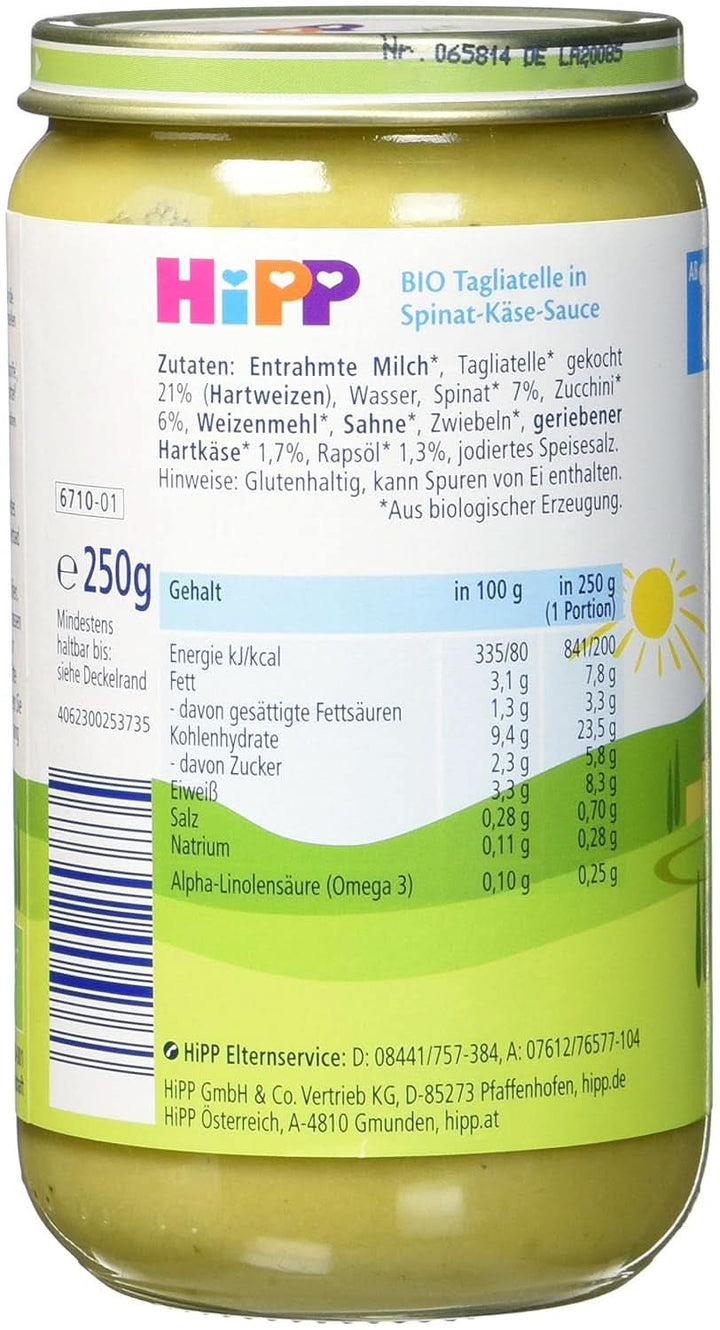 Nr. 065814 DE LA20085
HiPP
BIO Tagliatelle in
Spinat-Käse-Sauce
AB
Zutaten: Entrahmte Milch*, Tagliatelle* gekocht
21% (Hartweizen), Wasser, Spinat* 7%, Zucchini*
6%, Weizenmehl*, Sahne*, Zwiebeln*, geriebener
Hartkäse* 1,7%, Rapsöl* 1,3%, jodiertes Speisesalz.
Hinweise: Glutenhaltig, kann Spuren von Ei enthalten.
*Aus biologischer Erzeugung.
6710-01
e 250g
Mindestens
haltbar bis:
siehe Deckelrand
4062300253735
Gehalt in 100 g in 250 g
(1 Portion)
Energie kJ/kcal 335/80 841/200
Fett 3,1 g 7,8 g
- davon gesättigte Fettsäuren 1,3 g 3,3 g
Kohlenhydrate 9,4 g 23,5 g
- davon Zucker 2,3 g 5,8 g
Eiweiß 3,3 g 8,3 g
Salz 0,28 g 0,70 g
Natrium 0,11 g 0,28 g
Alpha-Linolensäure (Omega 3) 0,10 g 0,25 g
HiPP Elternservice: D: 08441/757-384, A: 07612/76577-104
HiPP GmbH & Co. Vertrieb KG, D-85273 Pfaffenhofen, hipp.de
HiPP Österreich, A-4810 Gmunden, hipp.at